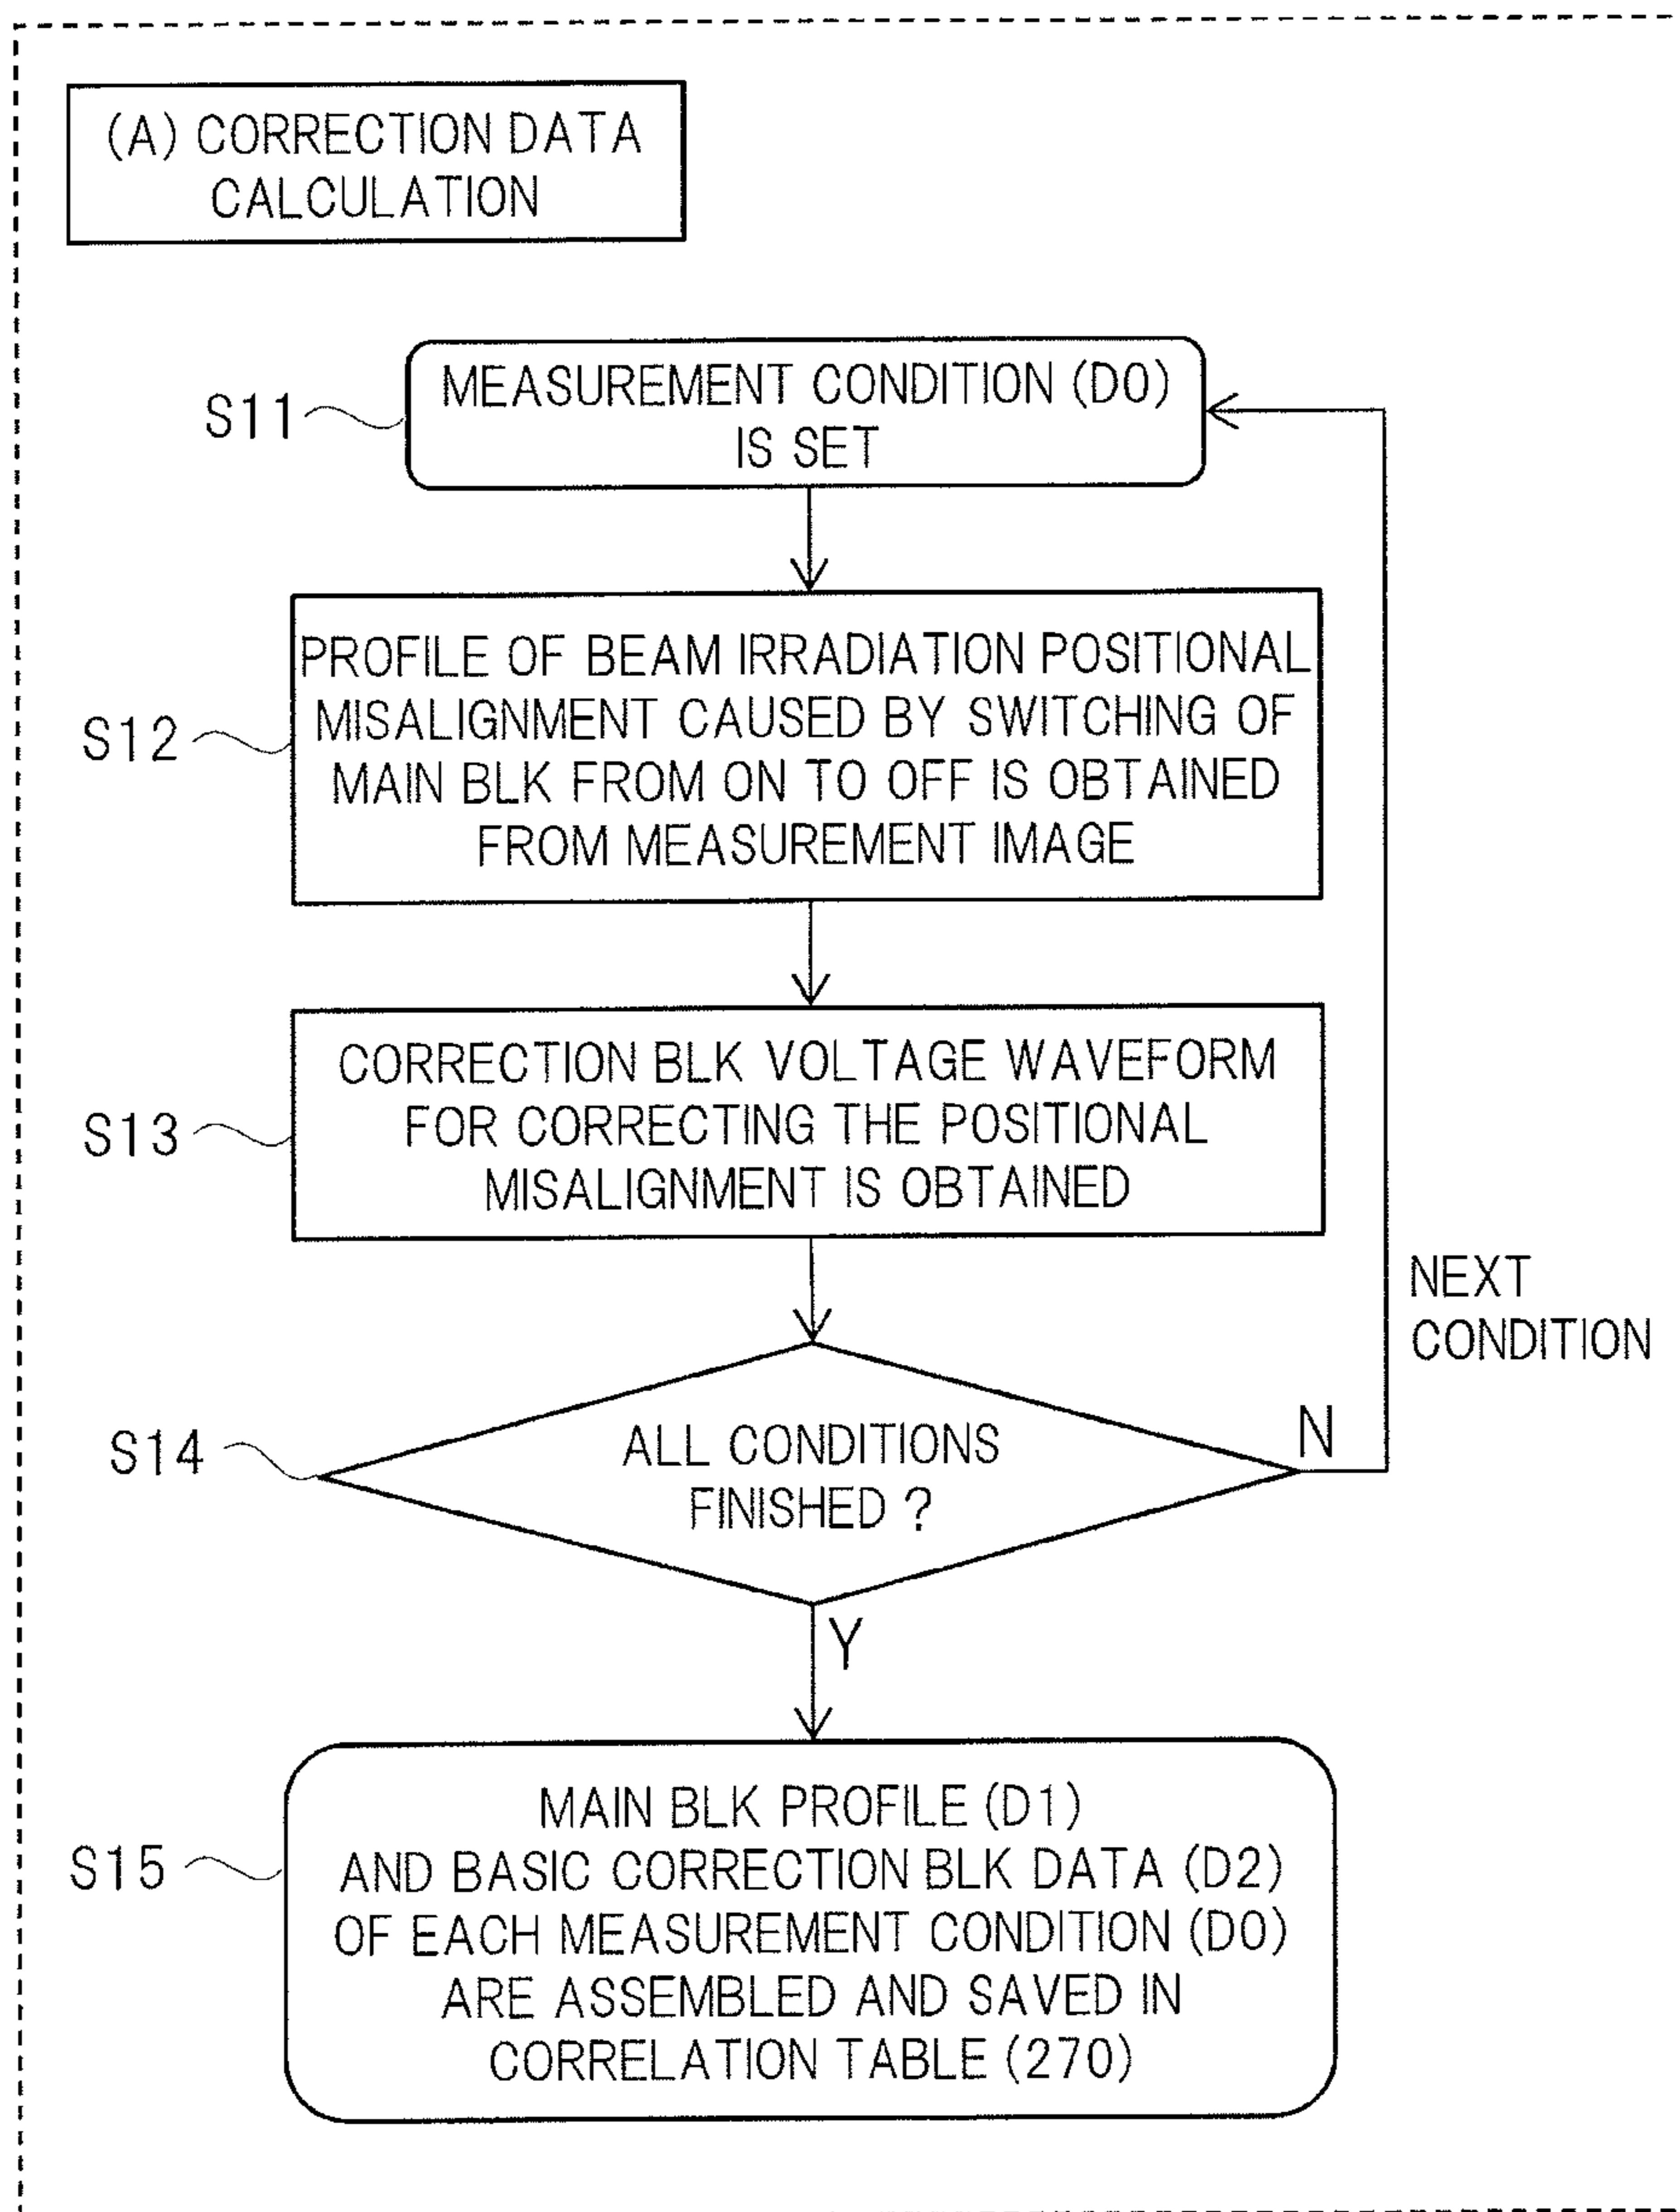 (A) CORRECTION DATA
CALCULATION
S11
MEASUREMENT CONDITION (D0)
IS SET
S12
PROFILE OF BEAM IRRADIATION POSITIONAL
MISALIGNMENT CAUSED BY SWITCHING OF
MAIN BLK FROM ON TO OFF IS OBTAINED
FROM MEASUREMENT IMAGE
S13
CORRECTION BLK VOLTAGE WAVEFORM
FOR CORRECTING THE POSITIONAL
MISALIGNMENT IS OBTAINED
NEXT
CONDITION
S14
ALL CONDITIONS
FINISHED ?
N
Y
S15
MAIN BLK PROFILE (D1)
AND BASIC CORRECTION BLK DATA (D2)
OF EACH MEASUREMENT CONDITION (D0)
ARE ASSEMBLED AND SAVED IN
CORRELATION TABLE (270)